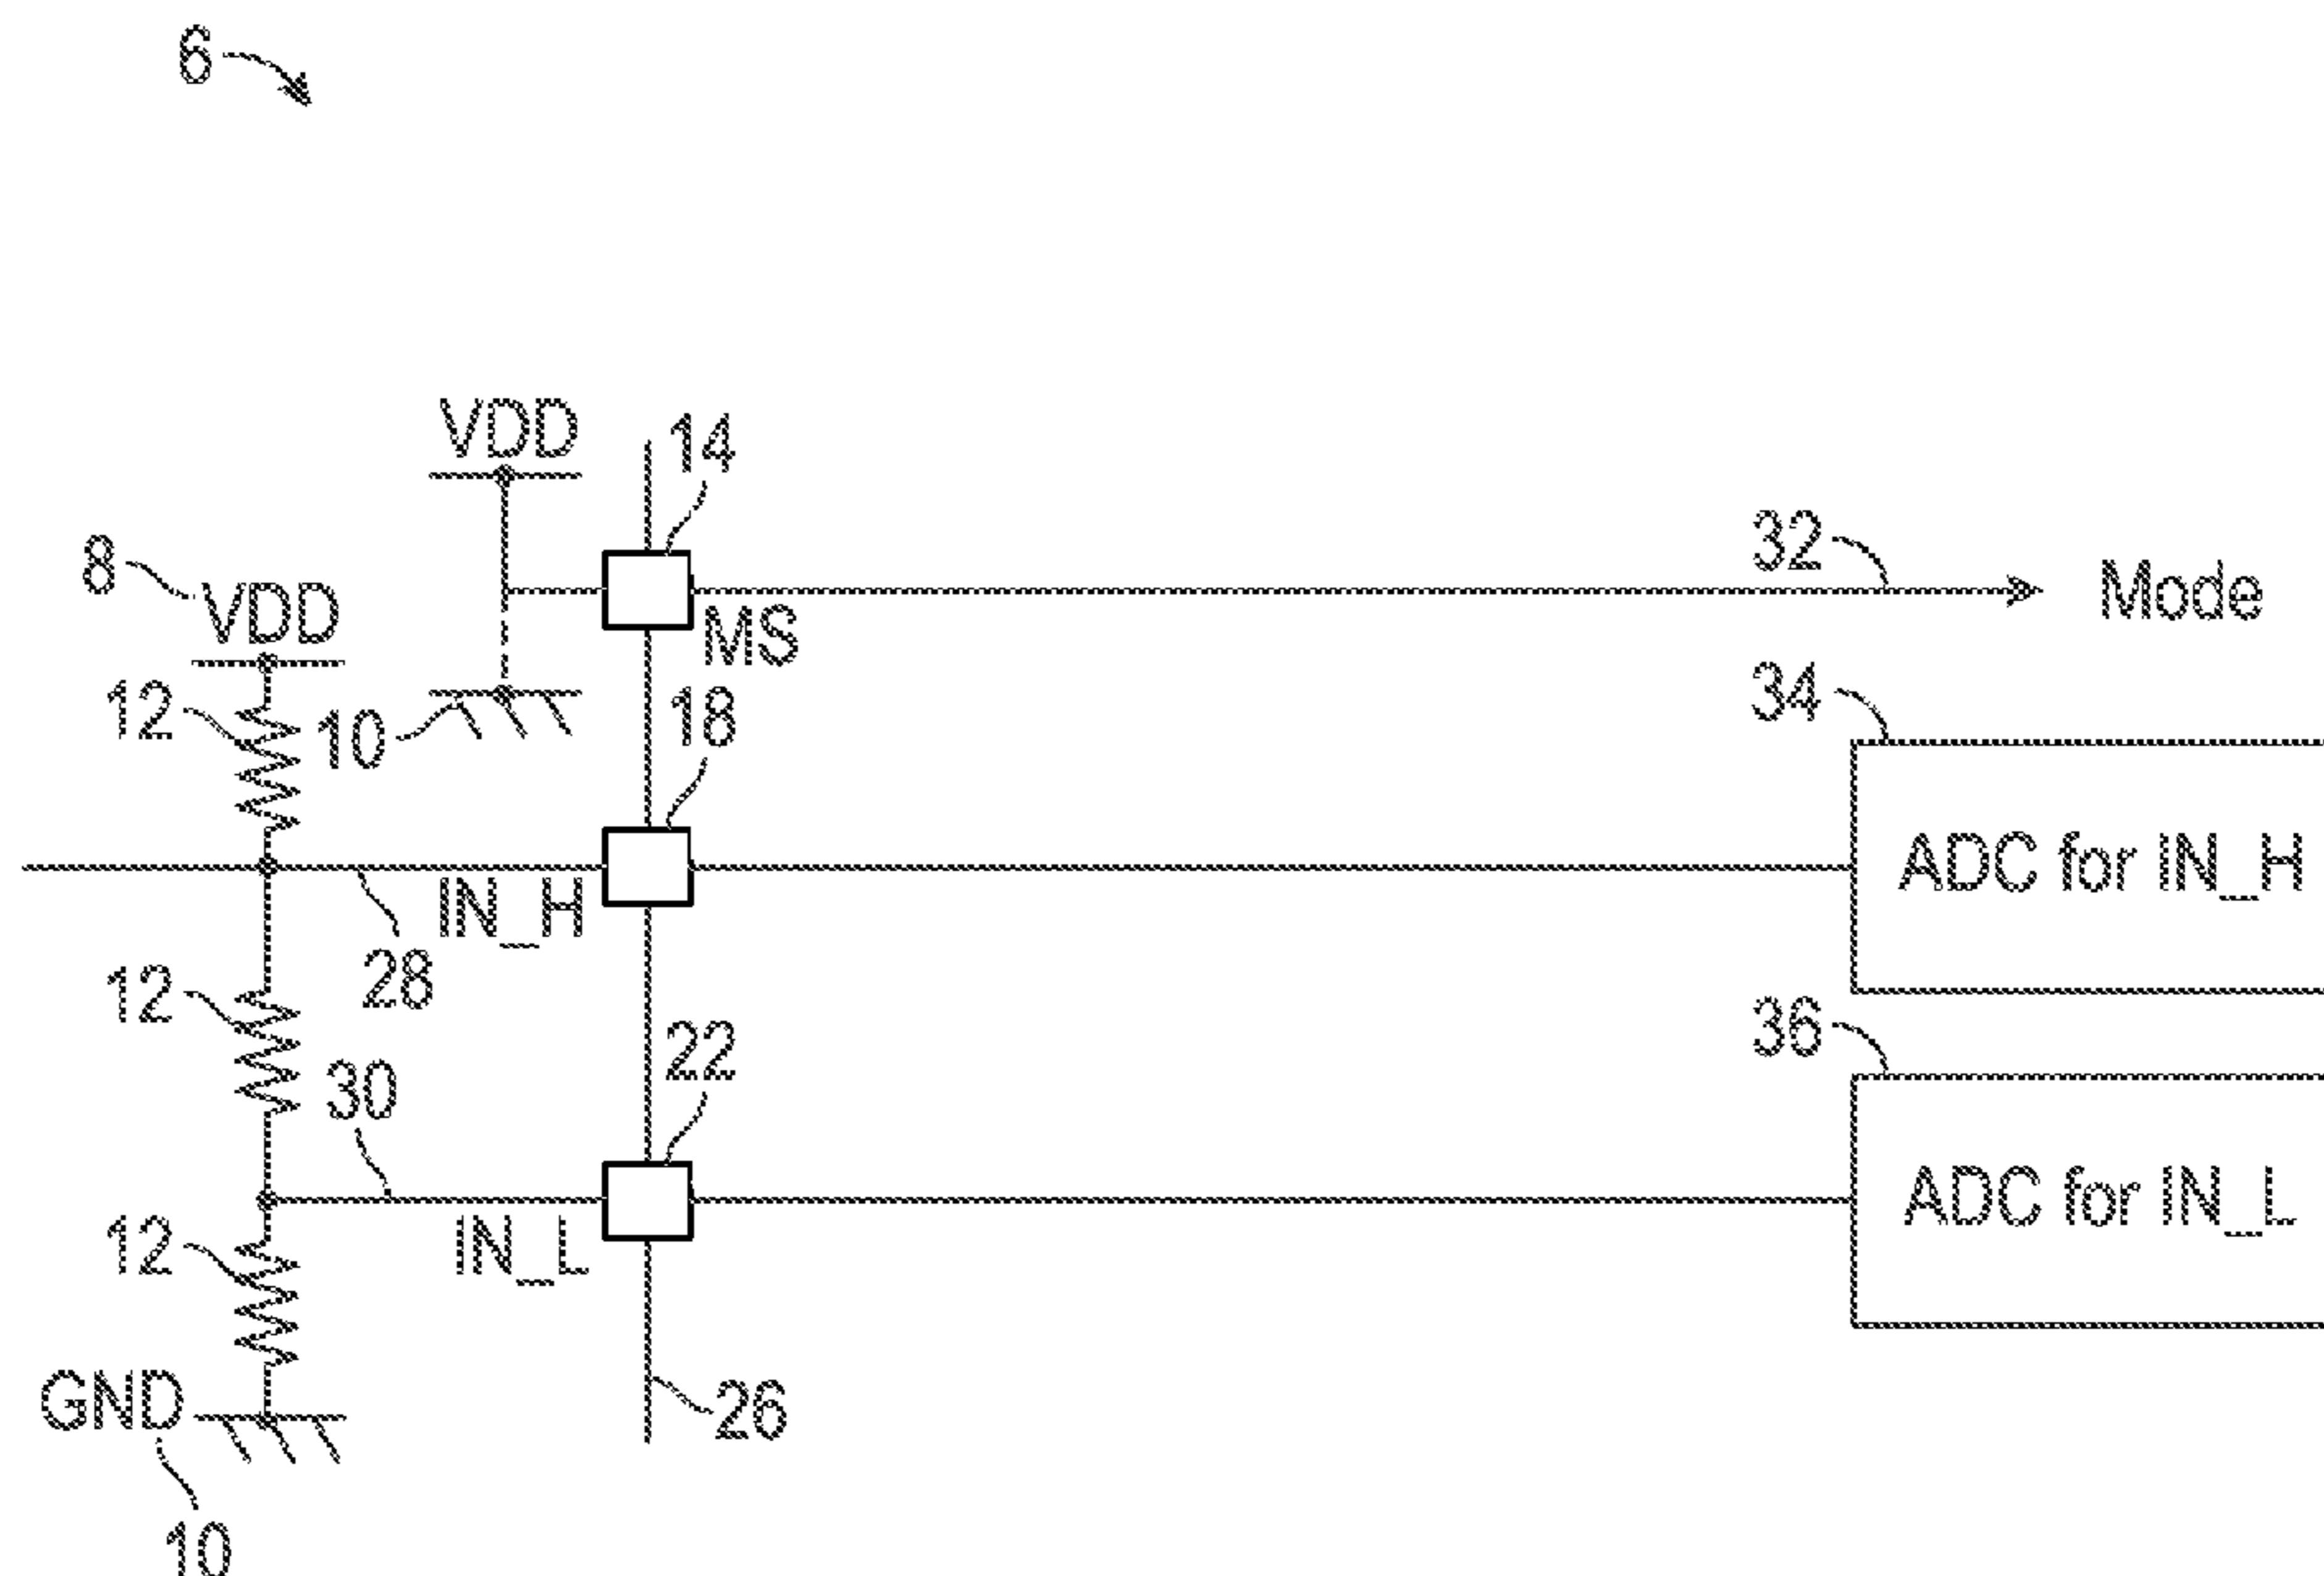 6
VDD
14
8
VDD
32
Mode
MS
12
10
18
34
ADC for IN_H
IN_H
28
12
36
30
22
ADC for IN_L
12
IN_L
GND
26
10